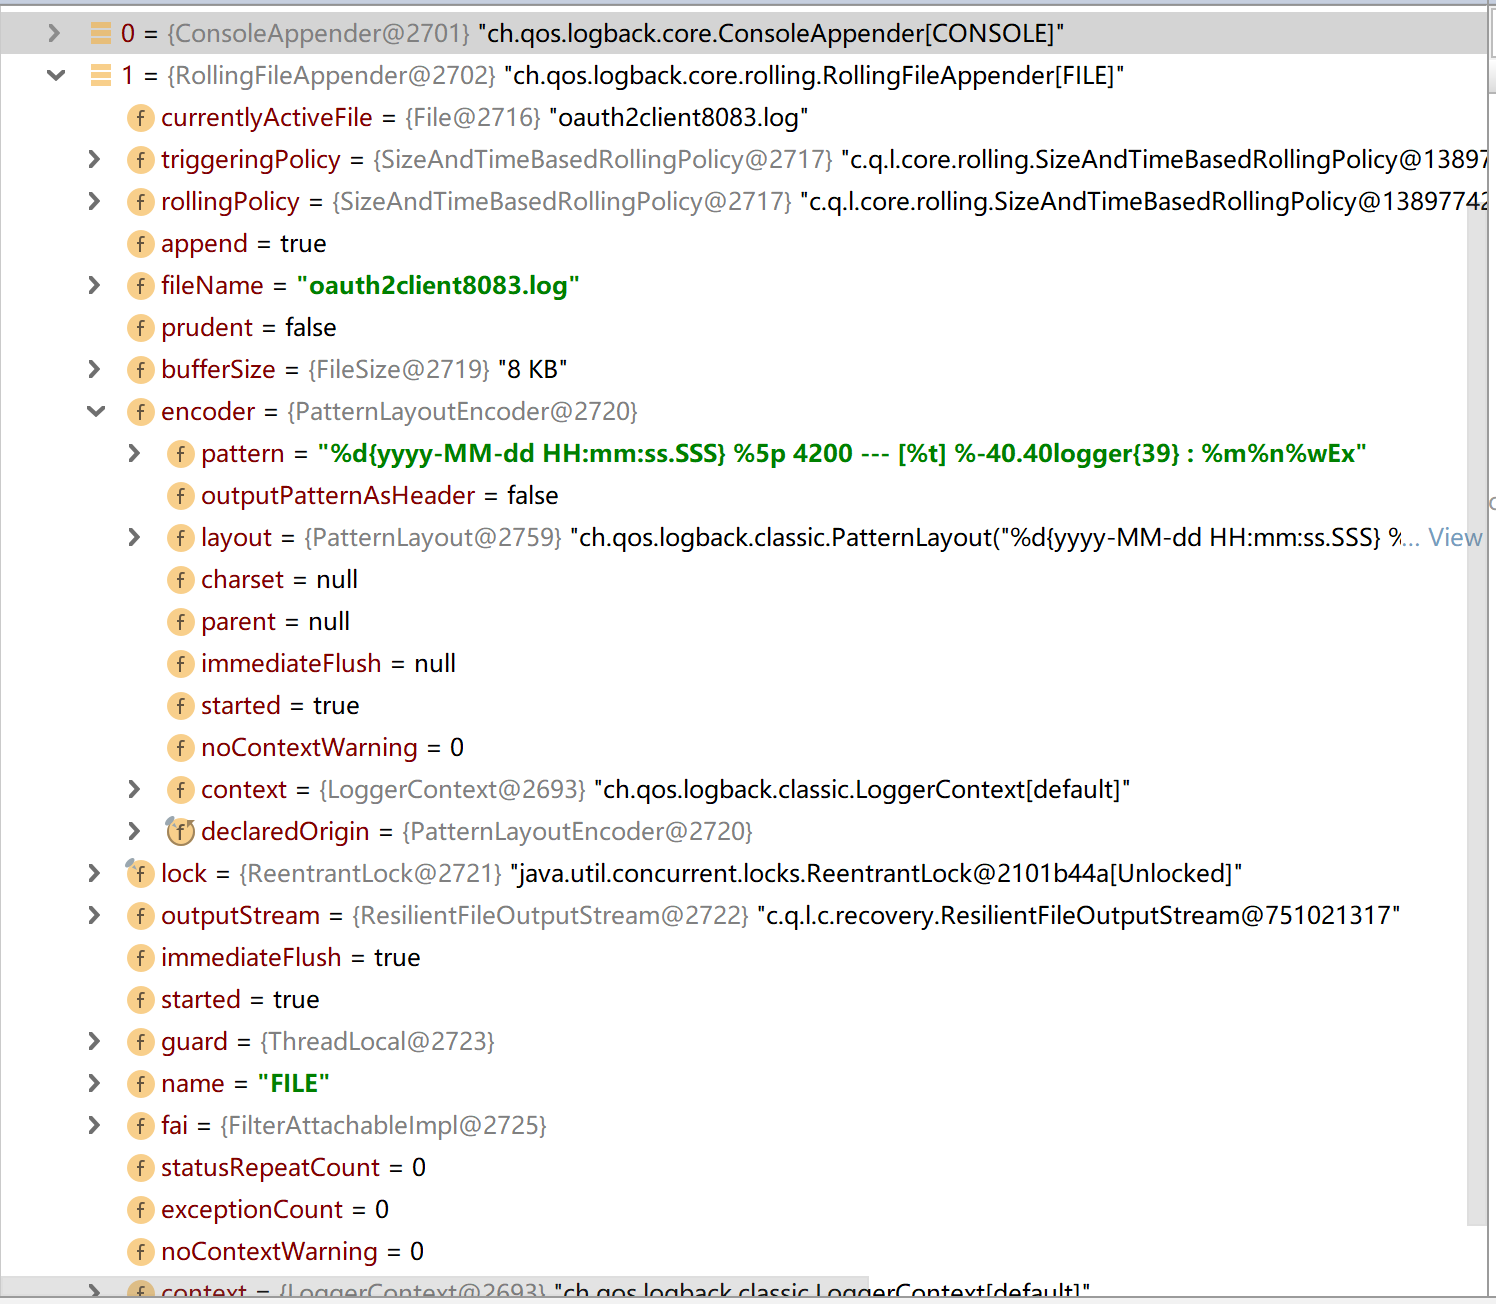 0 = {ConsoleAppender@2701} "ch.qos.logback.core.ConsoleAppender[CONSOLE]"
1 = {RollingFileAppender@2702} "ch.qos.logback.core.rolling.RollingFileAppender[FILE]"
f currentlyActiveFile = {File@2716} "oauth2client8083.log"
f triggeringPolicy = {SizeAndTimeBasedRollingPolicy@2717} "c.q.l.core.rolling.SizeAndTimeBasedRollingPolicy@13897
f rollingPolicy = {SizeAndTimeBasedRollingPolicy@2717} "c.q.l.core.rolling.SizeAndTimeBasedRollingPolicy@13897742
f append = true
f fileName = "oauth2client8083.log"
f prudent = false
f bufferSize = {FileSize@2719} "8 KB"
f encoder = {PatternLayoutEncoder@2720}
f pattern = "%d{yyyy-MM-dd HH:mm:ss.SSS} %5p 4200 --- [%t] %-40.40logger{39} : %m%n%wEx"
f outputPatternAsHeader = false
f layout = {PatternLayout@2759} "ch.qos.logback.classic.PatternLayout("%d{yyyy-MM-dd HH:mm:ss.SSS} %... View
f charset = null
f parent = null
f immediateFlush = null
f started = true
f noContextWarning = 0
f context = {LoggerContext@2693} "ch.qos.logback.classic.LoggerContext[default]"
f declaredOrigin = {PatternLayoutEncoder@2720}
f lock = {ReentrantLock@2721} "java.util.concurrent.locks.ReentrantLock@2101b44a[Unlocked]"
f outputStream = {ResilientFileOutputStream@2722} "c.q.l.c.recovery.ResilientFileOutputStream@751021317"
f immediateFlush = true
f started = true
f guard = {ThreadLocal@2723}
f name = "FILE"
f fai = {FilterAttachableImpl@2725}
f statusRepeatCount = 0
f exceptionCount = 0
f noContextWarning = 0
f context = {LoggerContext@2693} "ch.qos.logback.classic.LoggerContext[default]"